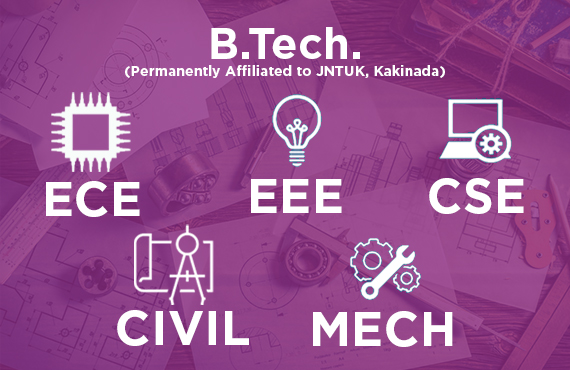 B.Tech.
(Permanently Affiliated to JNTUK, Kakinada)
ECE EEE CSE
CIVIL MECH